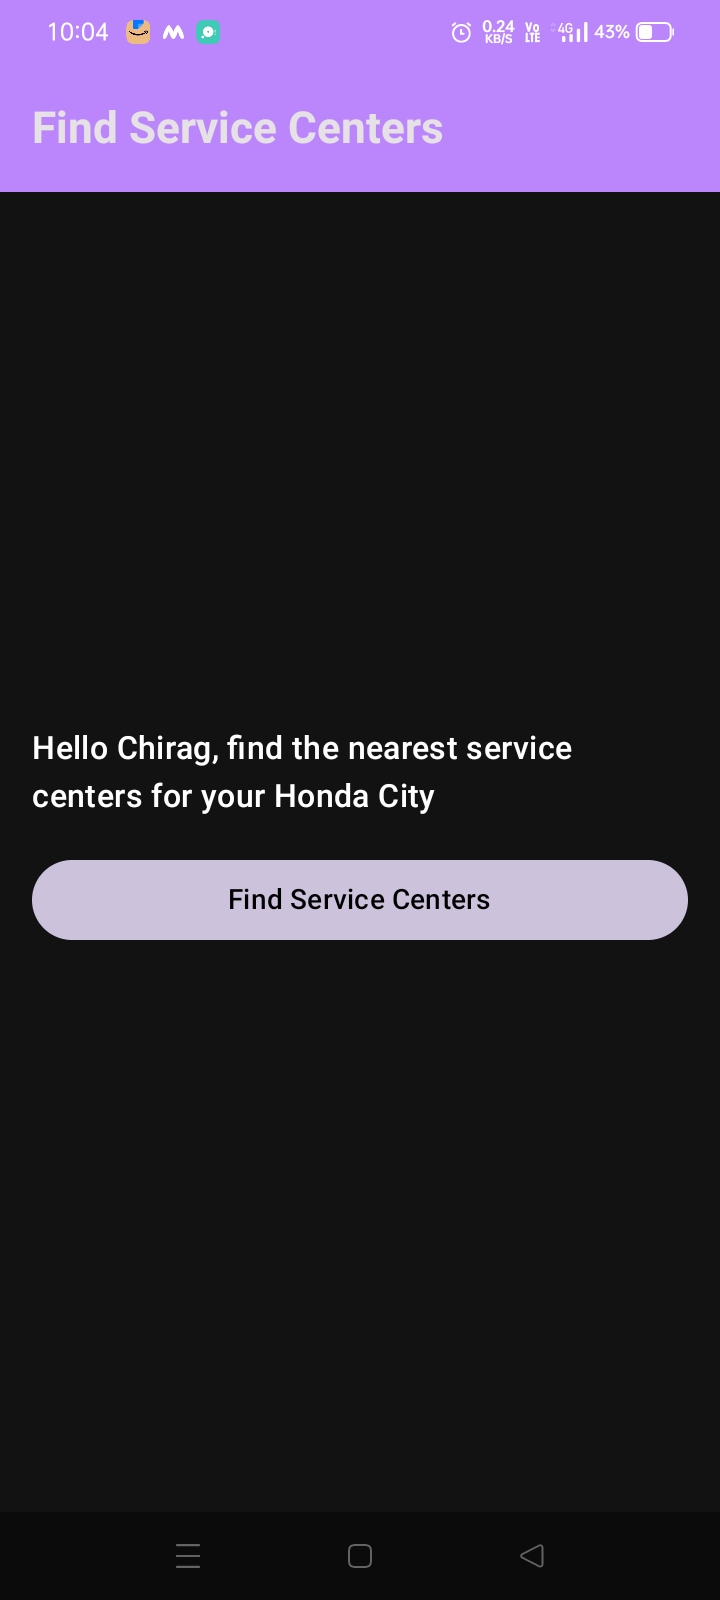 10:04
0.24 KB/S Vo LTE 4G 43%
Find Service Centers
Hello Chirag, find the nearest service
centers for your Honda City
Find Service Centers